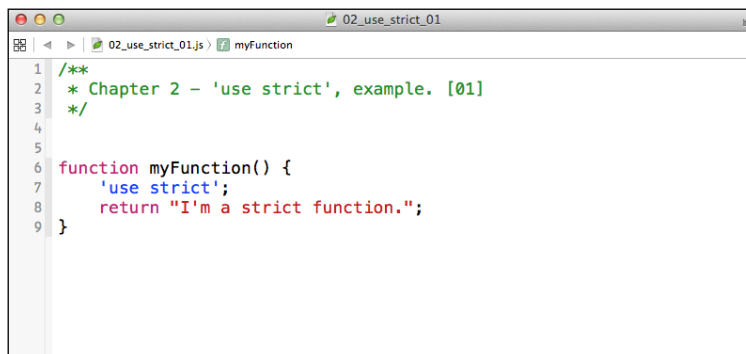 02_use_strict_01
02_use_strict_01.js myFunction
1 /**
2  * Chapter 2 – 'use strict', example. [01]
3  */
4
5
6 function myFunction() {
7     'use strict';
8     return "I'm a strict function.";
9 }